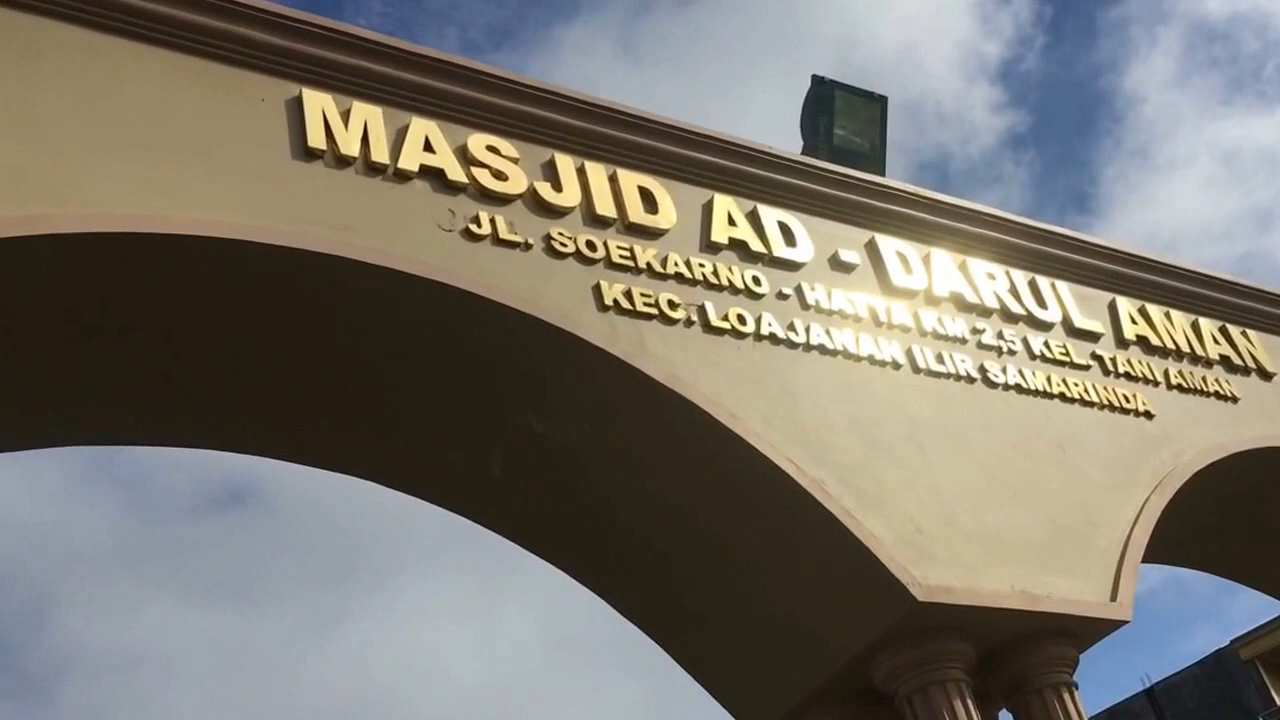 MASJID AD - DARUL AMAN
JL. SOEKARNO - HATTA KM 2,5 KEL. TANI AMAN
KEC. LOAJANAN ILIR SAMARINDA